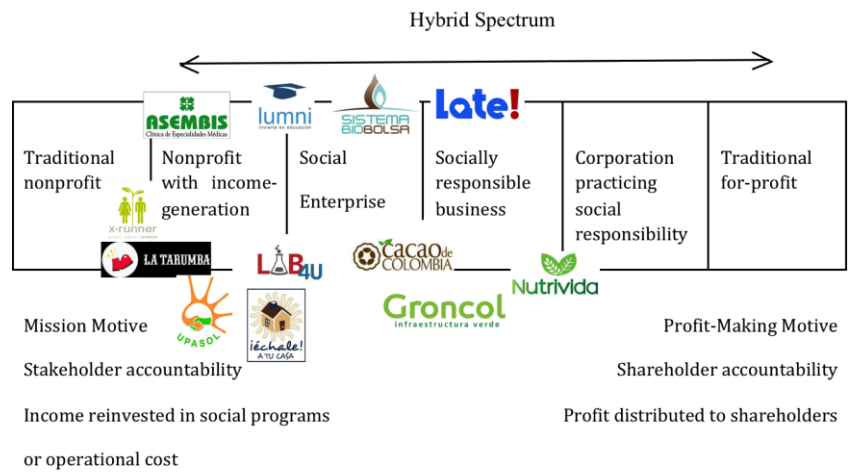 Hybrid Spectrum
ASEMBIS
Clínica de Especialidades Médicas
lumni
invierte en educación
SISTEMA
BIOBOLSA
Late!
Traditional
nonprofit
Nonprofit
with income-
generation
Social
Enterprise
Socially
responsible
business
Corporation
practicing
social
responsibility
Traditional
for-profit
x-runner
LA TARUMBA
LAB4U
CACAO de
COLOMBIA
Nutrivida
UPASOL
¡échale!
A TU CASA
Groncol
infraestructura verde
Mission Motive
Stakeholder accountability
Income reinvested in social programs
or operational cost
Profit-Making Motive
Shareholder accountability
Profit distributed to shareholders